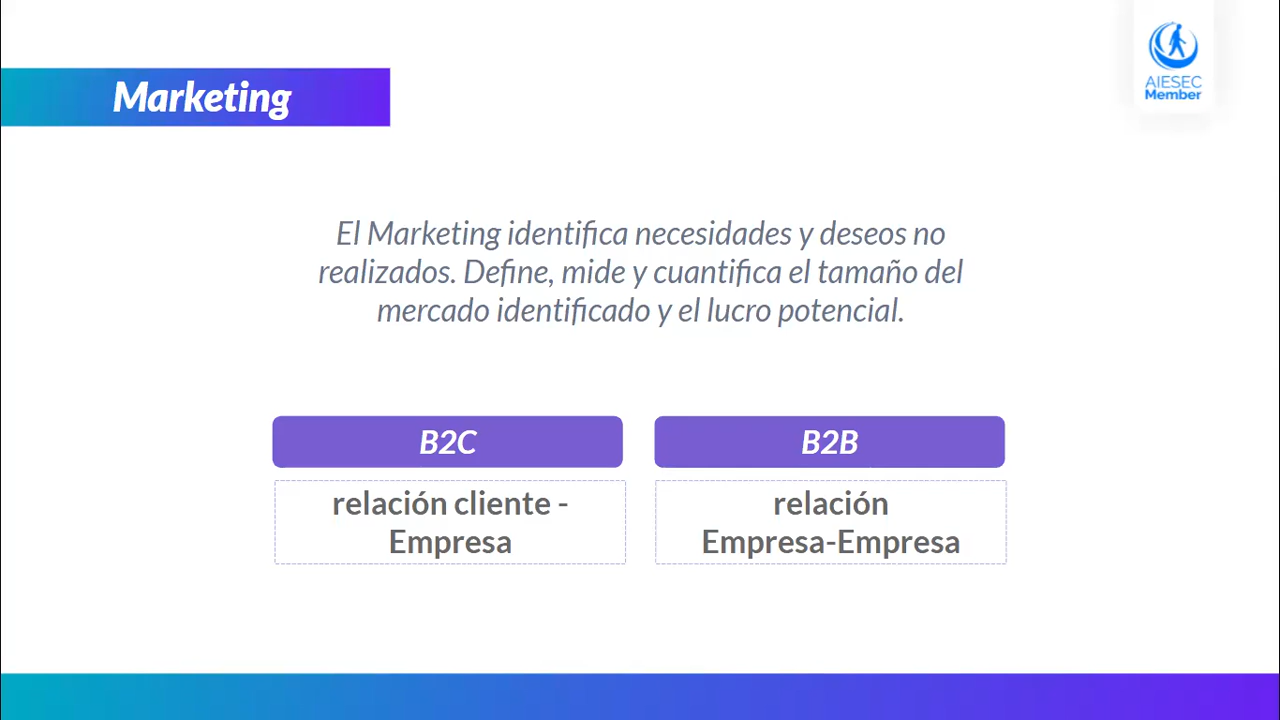 AIESEC
Member
Marketing
El Marketing identifica necesidades y deseos no
realizados. Define, mide y cuantifica el tamaño del
mercado identificado y el lucro potencial.
B2C
relación cliente -
Empresa
B2B
relación
Empresa-Empresa